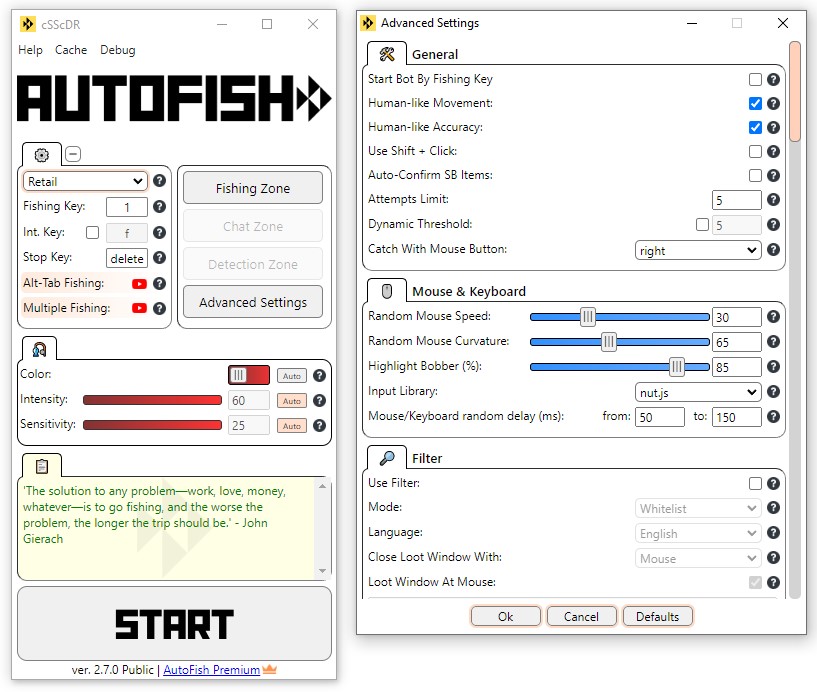 cSScDR
Help Cache Debug
AUTOFISH
Retail
Fishing Key: 1
Int. Key: f
Stop Key: delete
Alt-Tab Fishing:
Multiple Fishing:
Fishing Zone
Chat Zone
Detection Zone
Advanced Settings
Color: Auto
Intensity: 60 Auto
Sensitivity: 25 Auto
'The solution to any problem—work, love, money,
whatever—is to go fishing, and the worse the
problem, the longer the trip should be.' - John
Gierach
START
ver. 2.7.0 Public | AutoFish Premium
Advanced Settings
General
Start Bot By Fishing Key
Human-like Movement:
Human-like Accuracy:
Use Shift + Click:
Auto-Confirm SB Items:
Attempts Limit: 5
Dynamic Threshold: 5
Catch With Mouse Button: right
Mouse & Keyboard
Random Mouse Speed: 30
Random Mouse Curvature: 65
Highlight Bobber (%): 85
Input Library: nut.js
Mouse/Keyboard random delay (ms): from: 50 to: 150
Filter
Use Filter:
Mode: Whitelist
Language: English
Close Loot Window With: Mouse
Loot Window At Mouse:
Ok Cancel Defaults